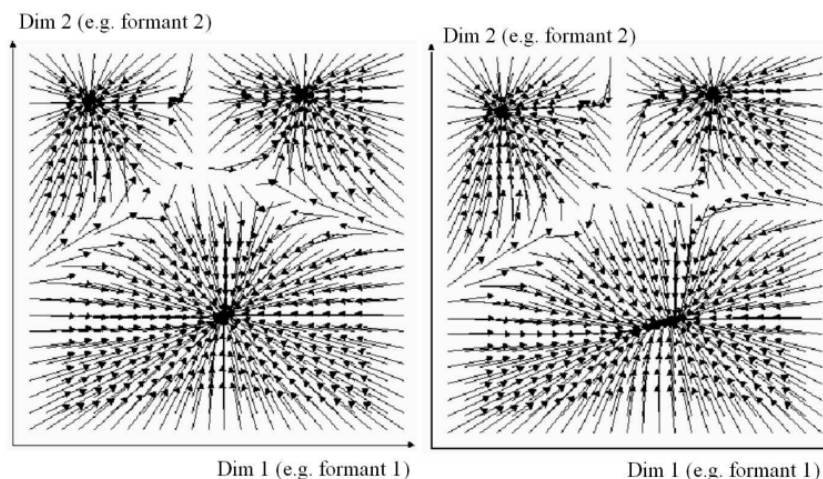 Dim 2 (e.g. formant 2)
Dim 2 (e.g. formant 2)
Dim 1 (e.g. formant 1)
Dim 1 (e.g. formant 1)